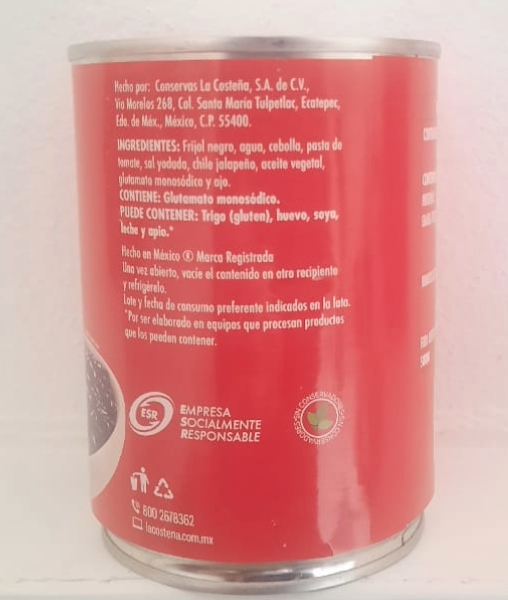 Hecho por: Conservas La Costeña, S.A. de C.V.,
Vía Morelos 268, Col. Santa María Tulpetlac, Ecatepec,
Edo. de Méx., México, C.P. 55400.
INGREDIENTES: Frijol negro, agua, cebolla, pasta de
tomate, sal yodada, chile jalapeño, aceite vegetal,
glutamato monosódico y ajo.
CONTIENE: Glutamato monosódico.
PUEDE CONTENER: Trigo (gluten), huevo, soya,
leche y apio.*
Hecho en México ® Marca Registrada
Una vez abierto, vacíe el contenido en otro recipiente
y refrigérelo.
Lote y fecha de consumo preferente indicados en la lata.
*Por ser elaborado en equipos que procesan productos
que los pueden contener.
ESR
EMPRESA
SOCIALMENTE
RESPONSABLE
SIN CONSERVADORES
800 2678362
lacostena.com.mx